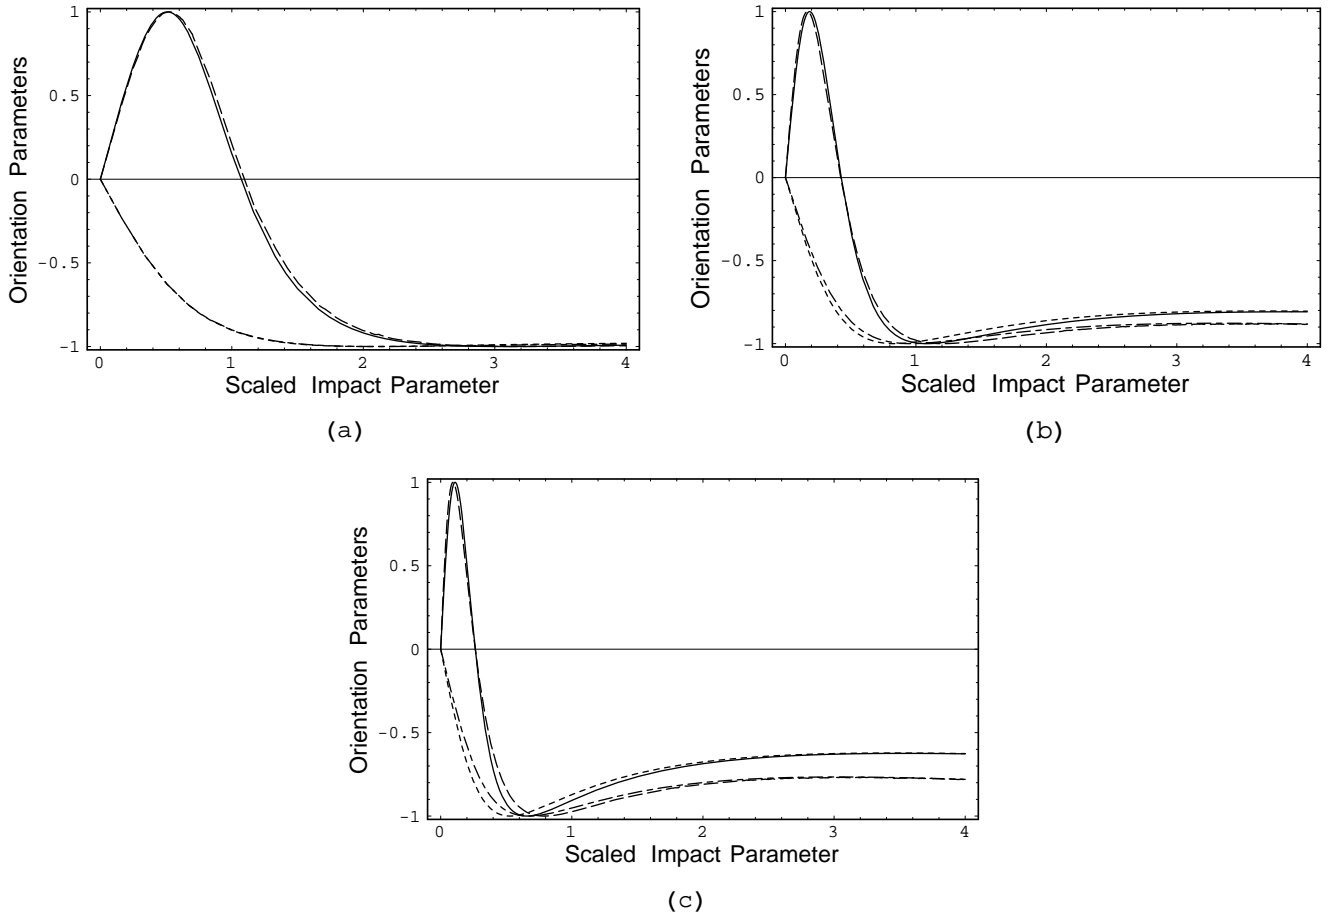 1
0.5
0
-0.5
-1
0 1 2 3 4
Orientation Parameters
Scaled Impact Parameter
(a)
1
0.5
0
-0.5
-1
0 1 2 3 4
Orientation Parameters
Scaled Impact Parameter
(b)
1
0.5
0
-0.5
-1
0 1 2 3 4
Orientation Parameters
Scaled Impact Parameter
(c)